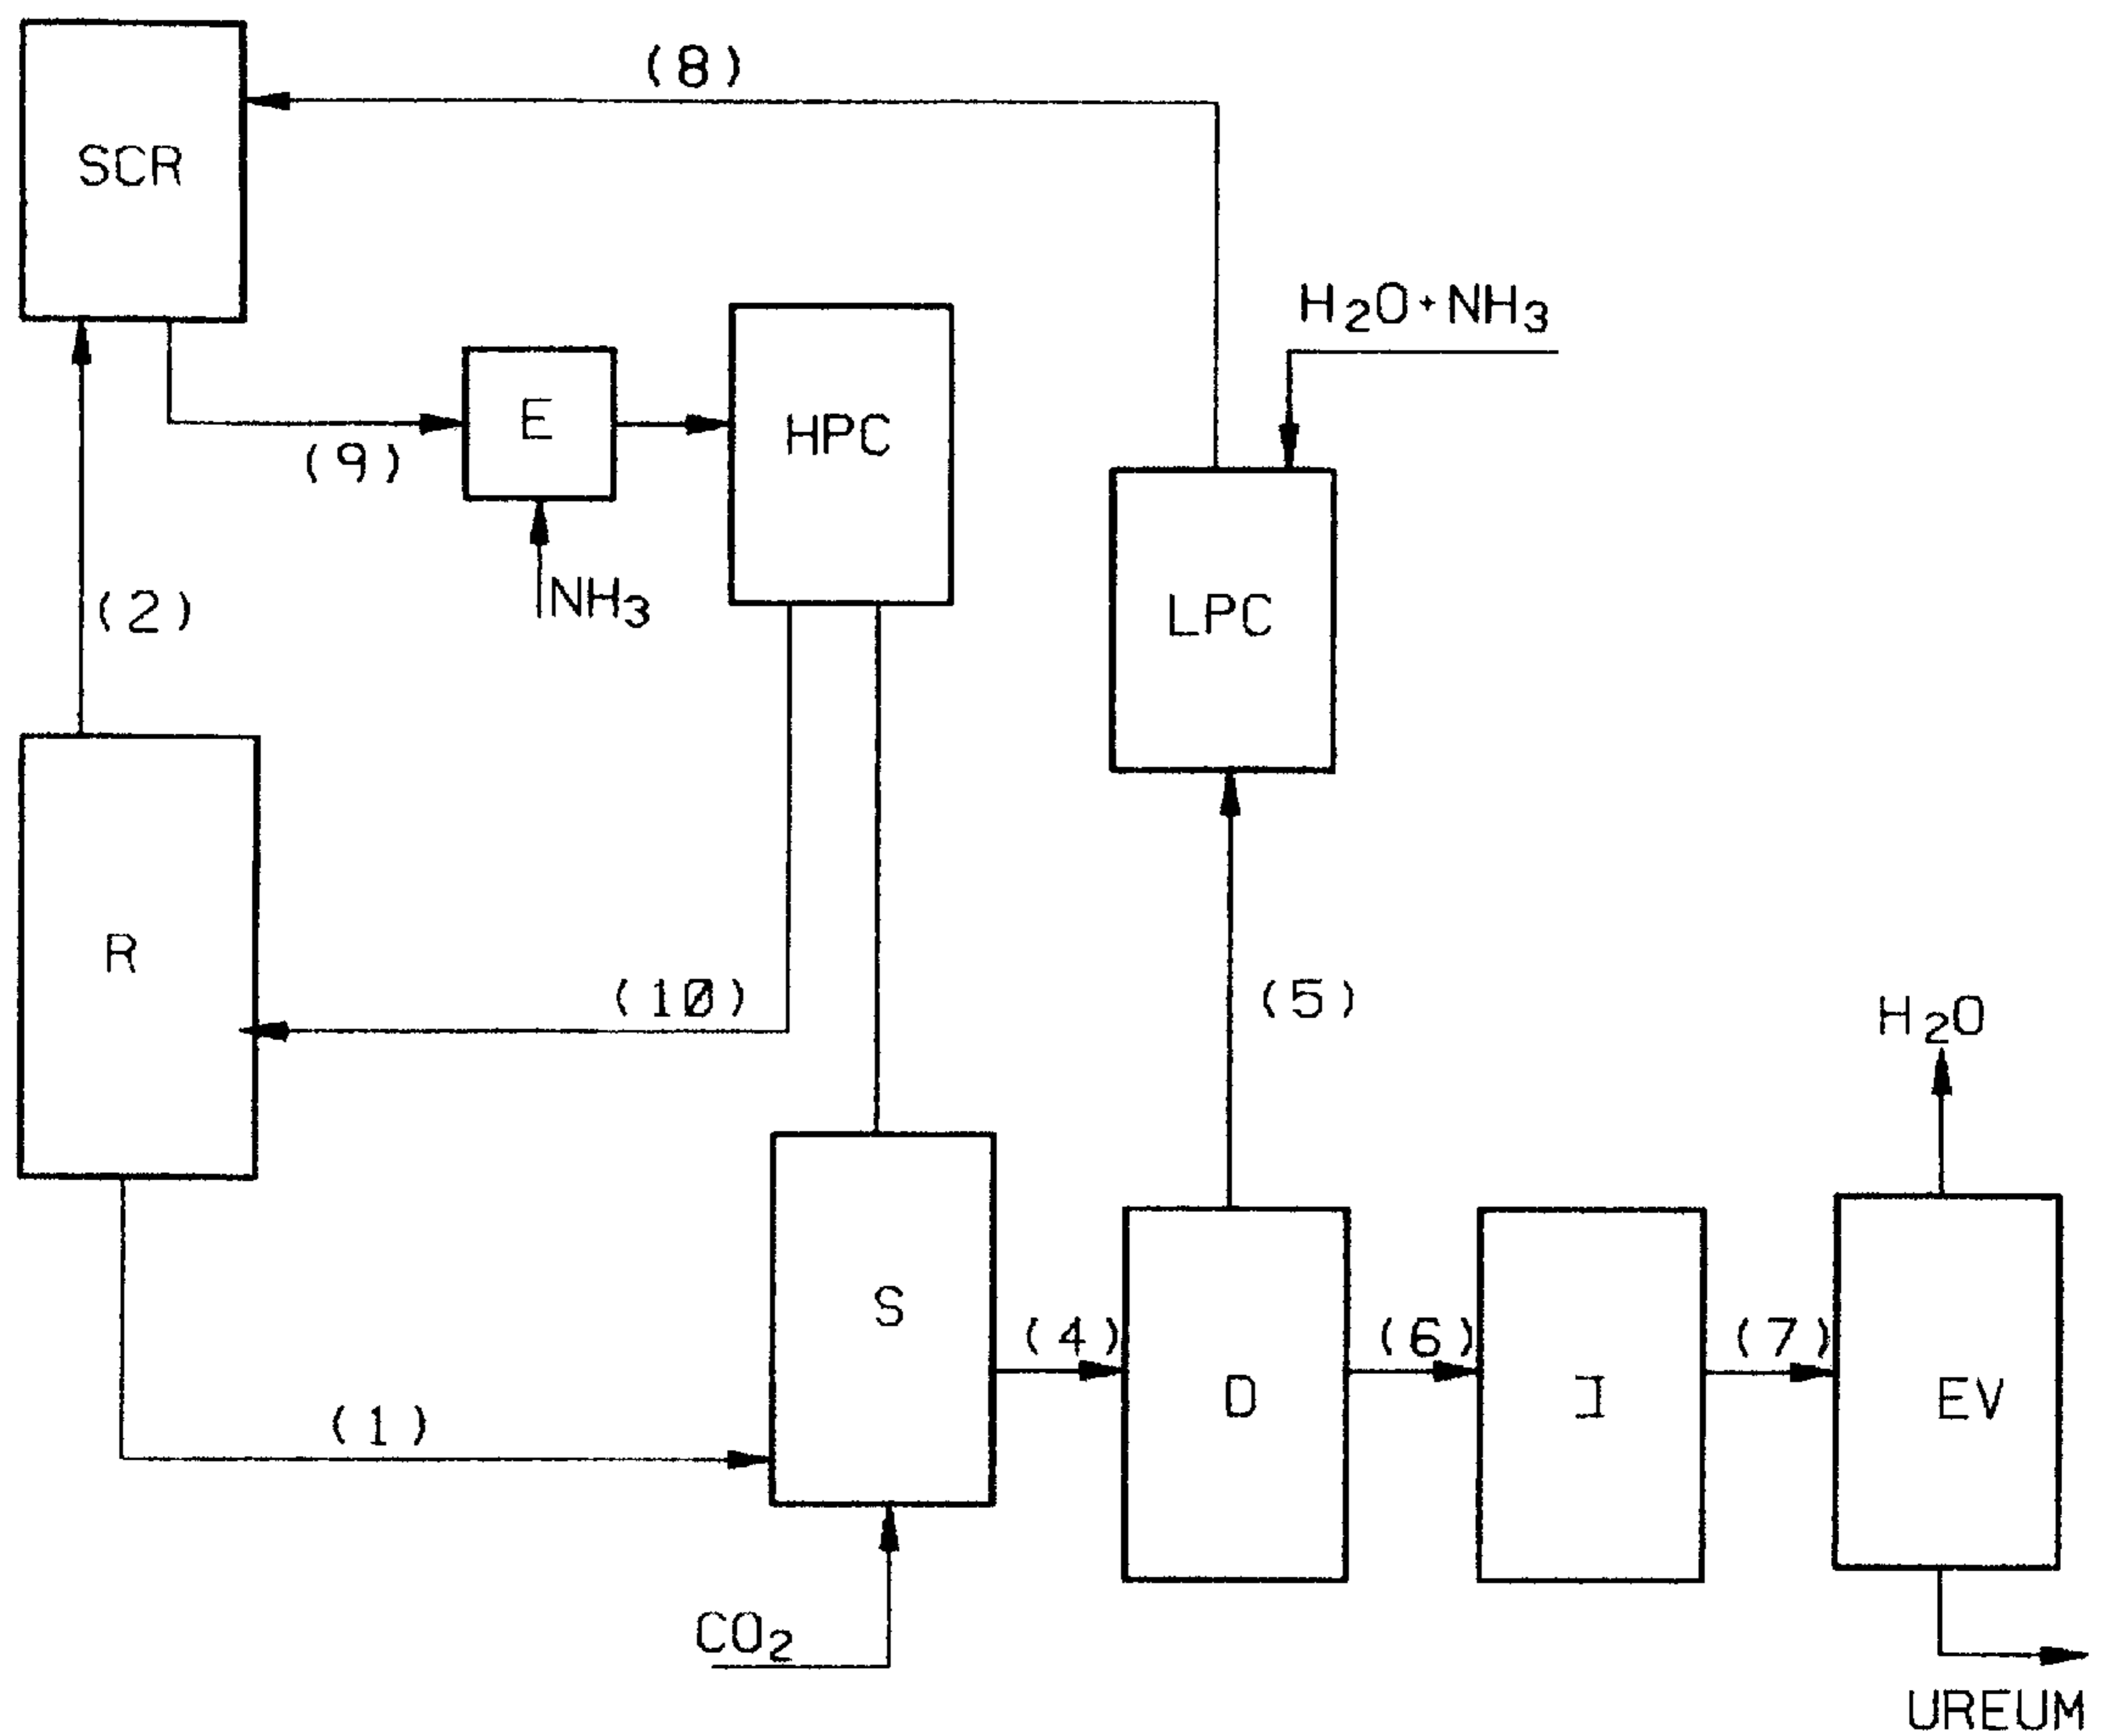 (8)
SCR
H₂O+NH₃
E
HPC
(9)
NH₃
(2)
LPC
R
(10)
(5)
H₂O
S
(4)
(6)
(7)
D
I
EV
(1)
CO₂
UREUM